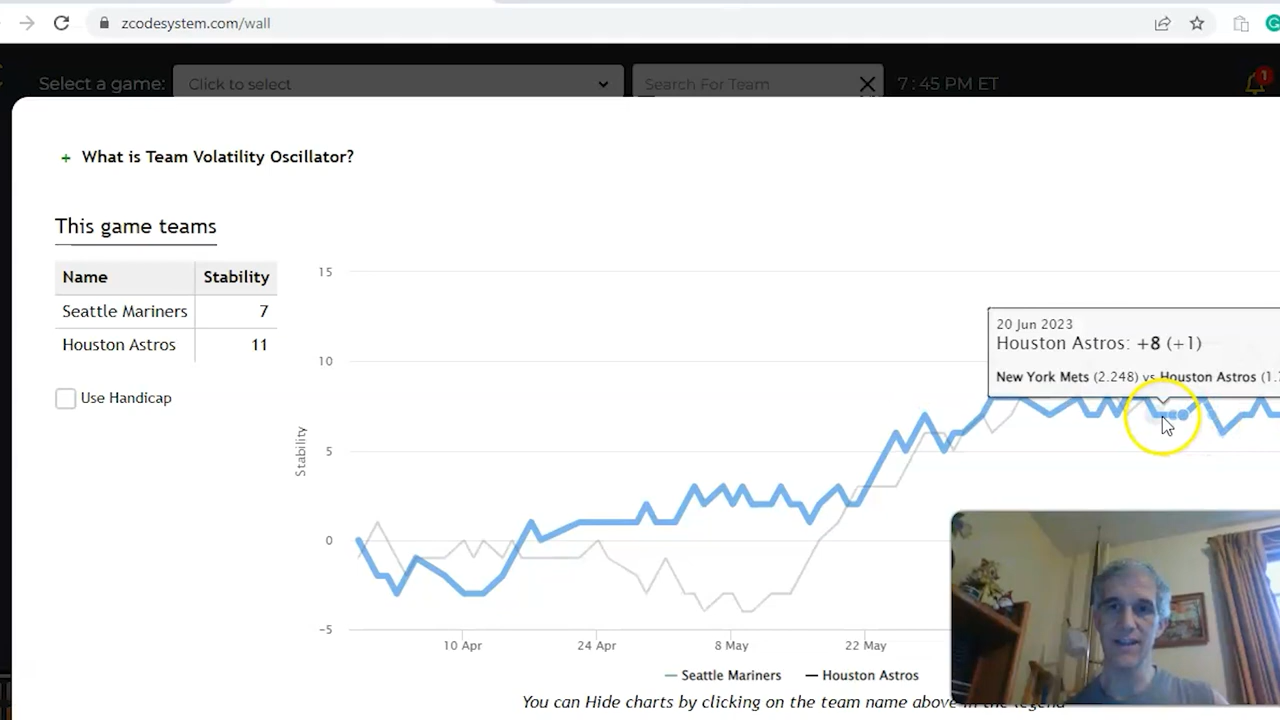 zcodesystem.com/wall
Select a game: Click to select Search For Team 7:45 PM ET 1
+ What is Team Volatility Oscillator?
This game teams
Name Stability
Seattle Mariners 7
Houston Astros 11
Use Handicap
15
10
5
0
−5
Stability
20 Jun 2023
Houston Astros: +8 (+1)
New York Mets (2.248) vs Houston Astros (1.
10 Apr 24 Apr 8 May 22 May
Seattle Mariners Houston Astros
You can Hide charts by clicking on the team name above in the legend